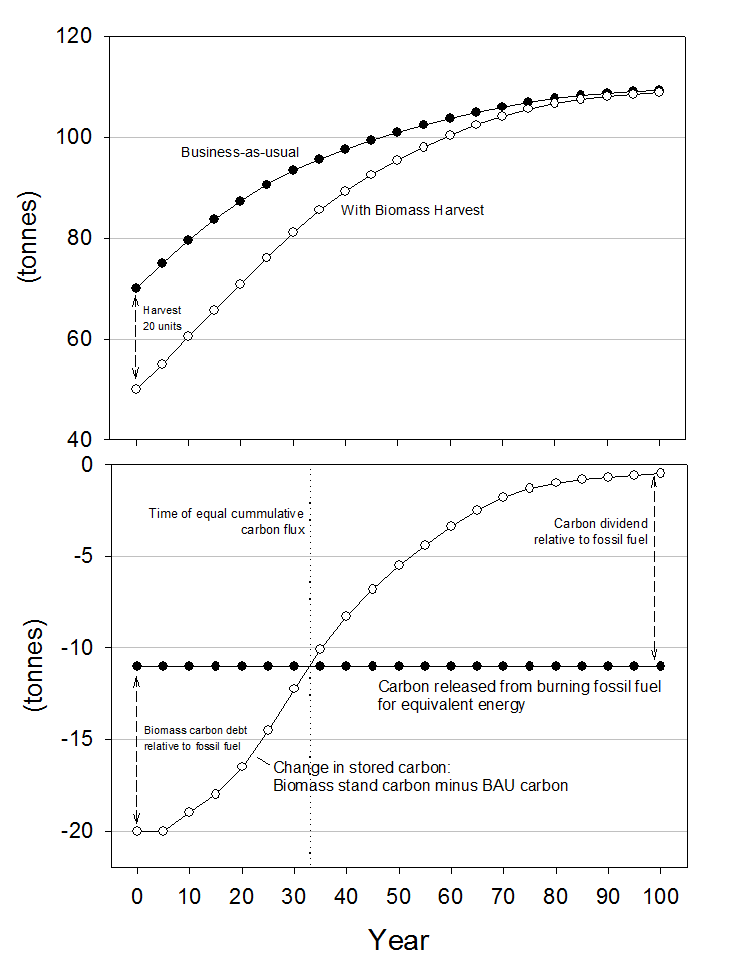 120
100
80
60
40
(tonnes)
Business-as-usual
With Biomass Harvest
Harvest
20 units
0
-5
-10
-15
-20
(tonnes)
Time of equal cummulative
carbon flux
Carbon dividend
relative to fossil fuel
Carbon released from burning fossil fuel
for equivalent energy
Biomass carbon debt
relative to fossil fuel
Change in stored carbon:
Biomass stand carbon minus BAU carbon
0 10 20 30 40 50 60 70 80 90 100
Year